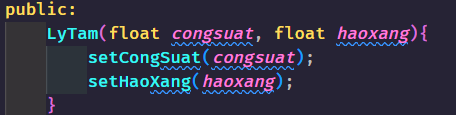 public:
    LyTam(float congsuat, float haoxang){
        setCongSuat(congsuat);
        setHaoXang(haoxang);
    }